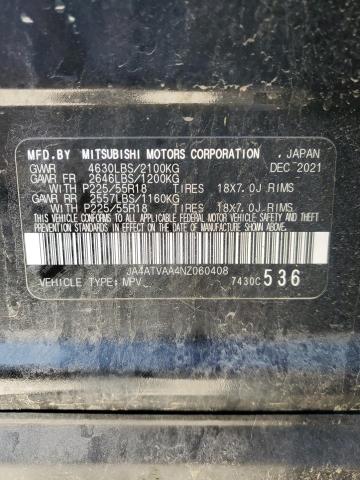 MFD.BY MITSUBISHI MOTORS CORPORATION , JAPAN
GVWR 4630LBS/2100KG DEC 2021
GAWR FR 2646LBS/1200KG
WITH P225/55R18 TIRES 18X7.0J RIMS
GAWR RR 2557LBS/1160KG
WITH P225/55R18 TIRES 18X7.0J RIMS
THIS VEHICLE CONFORMS TO ALL APPLICABLE FEDERAL MOTOR VEHICLE SAFETY AND
THEFT PREVENTION STANDARDS IN EFFECT ON THE DATE OF MANUFACTURE SHOWN ABOVE.
JA4ATVAA4NZ060408
VEHICLE TYPE: MPV 7430C 536